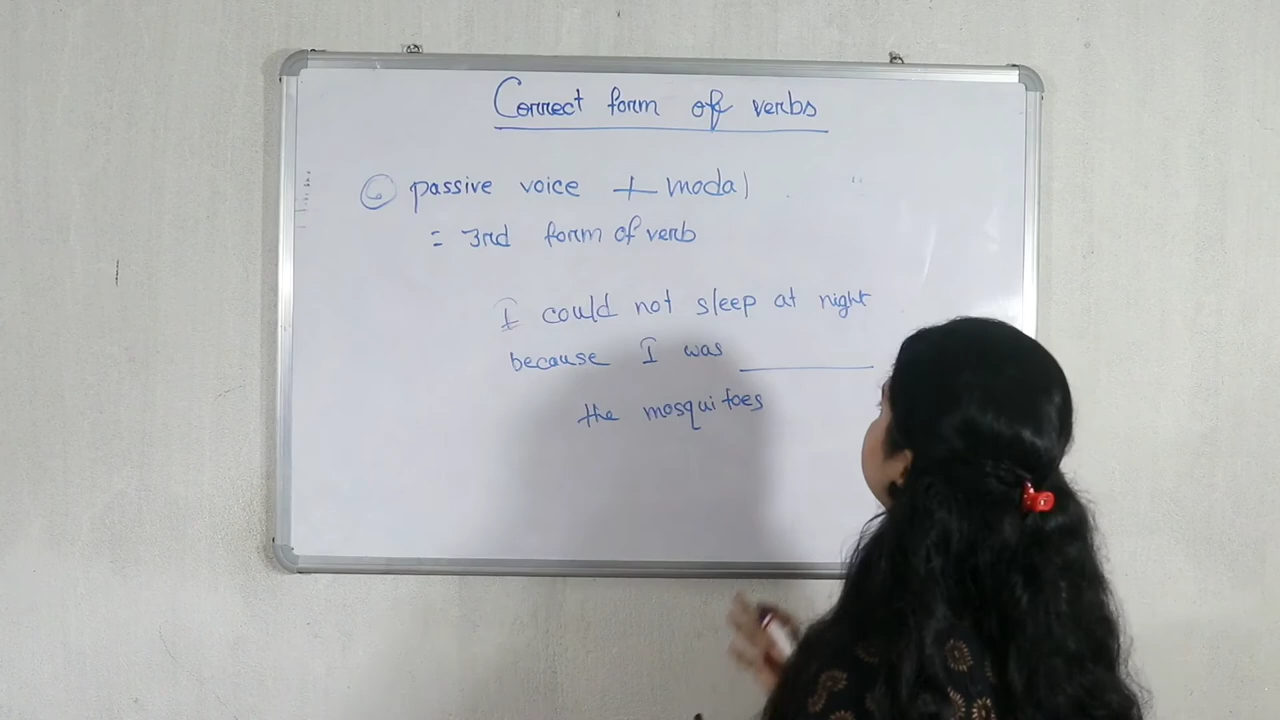 Correct form of verbs
6 passive voice + modal
= 3rd form of verb
I could not sleep at night
because I was ________
the mosquitoes